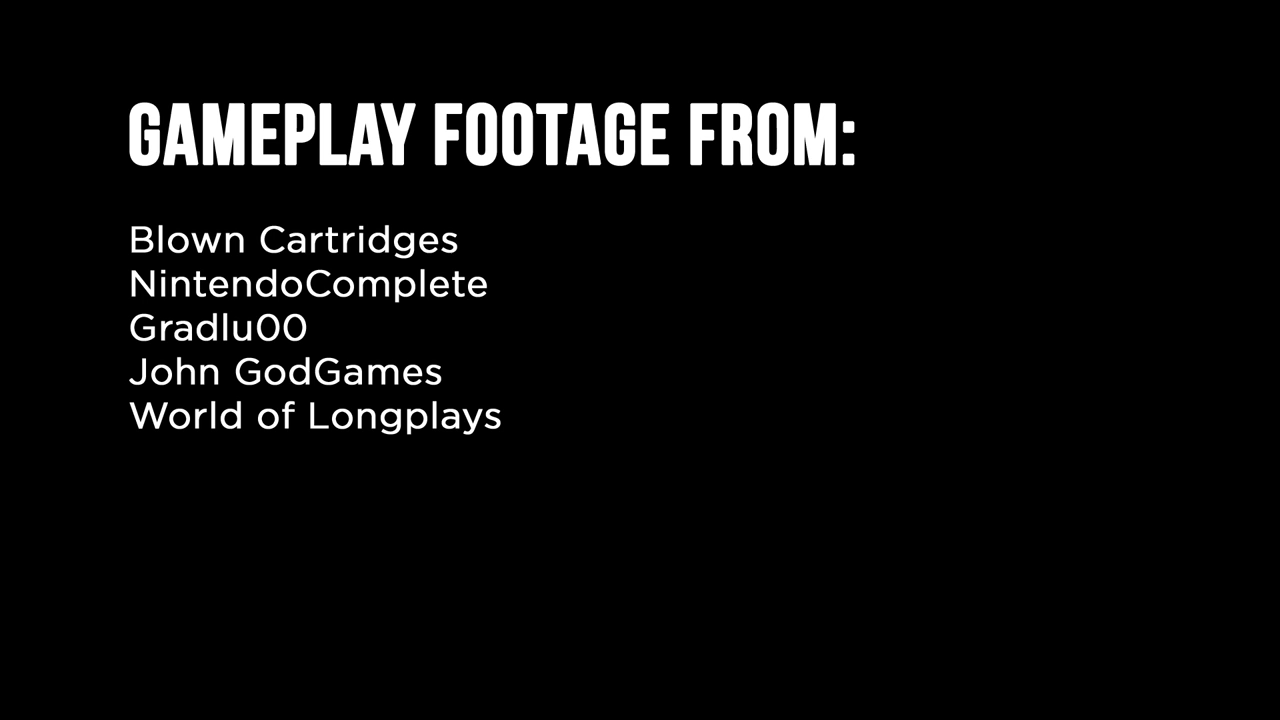 GAMEPLAY FOOTAGE FROM:
Blown Cartridges
NintendoComplete
Gradlu00
John GodGames
World of Longplays